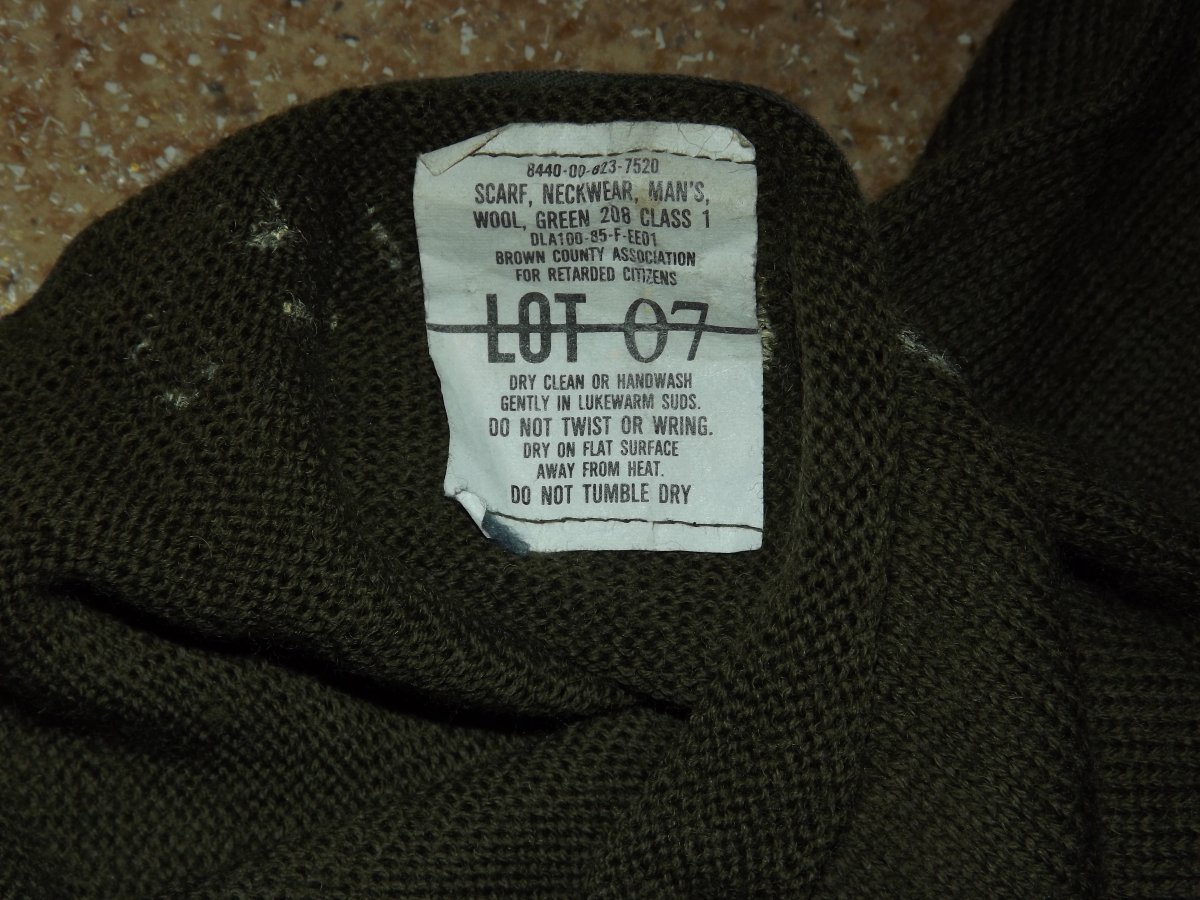 8440-00-823-7520
SCARF, NECKWEAR, MAN'S,
WOOL, GREEN 208 CLASS 1
DLA100-85-F-EE01
BROWN COUNTY ASSOCIATION
FOR RETARDED CITIZENS
LOT 07
DRY CLEAN OR HANDWASH
GENTLY IN LUKEWARM SUDS.
DO NOT TWIST OR WRING.
DRY ON FLAT SURFACE
AWAY FROM HEAT.
DO NOT TUMBLE DRY